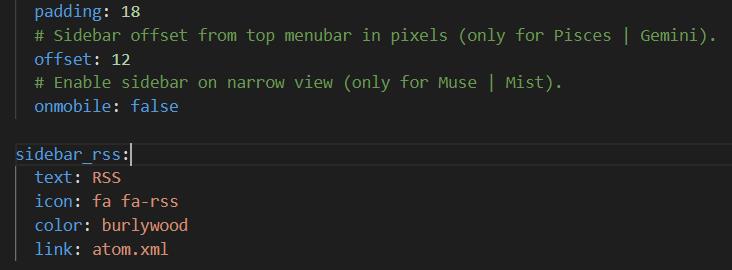 padding: 18
# Sidebar offset from top menubar in pixels (only for Pisces | Gemini).
offset: 12
# Enable sidebar on narrow view (only for Muse | Mist).
onmobile: false
sidebar_rss:
text: RSS
icon: fa fa-rss
color: burlywood
link: atom.xml